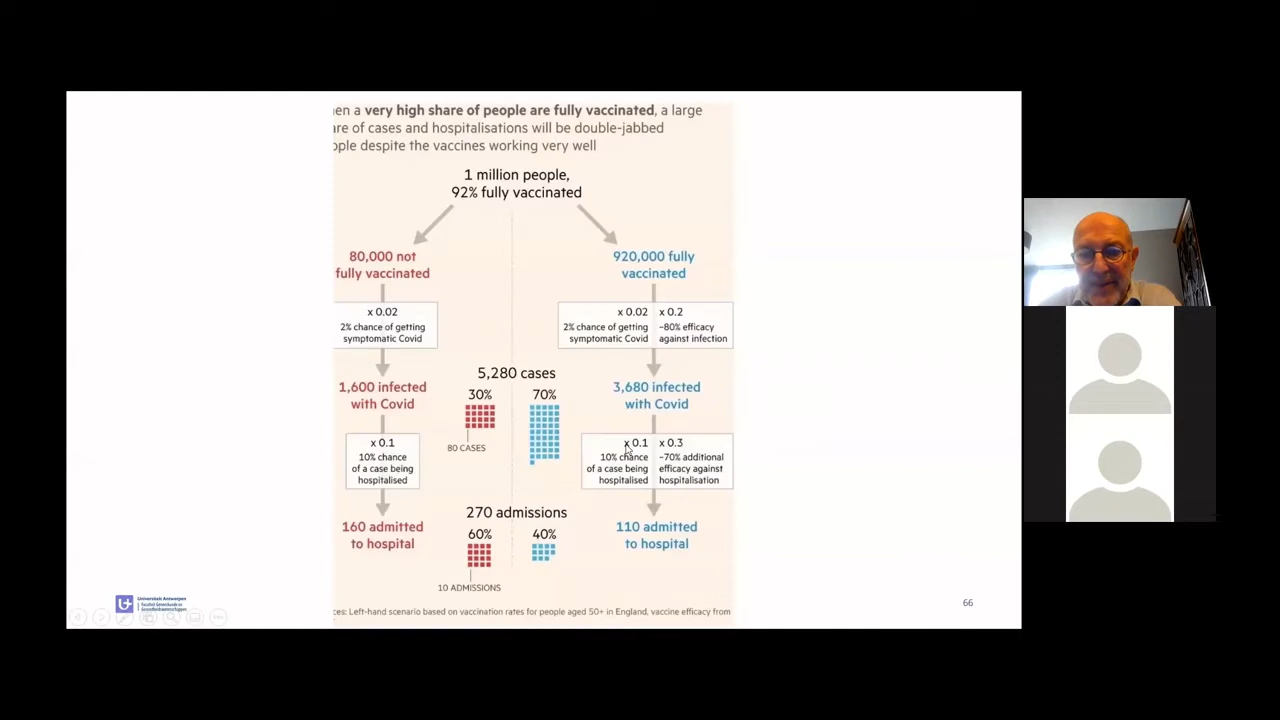 en a very high share of people are fully vaccinated, a large
are of cases and hospitalisations will be double-jabbed
ople despite the vaccines working very well
1 million people,
92% fully vaccinated
80,000 not
fully vaccinated
920,000 fully
vaccinated
x 0.02
2% chance of getting
symptomatic Covid
x 0.02
2% chance of getting
symptomatic Covid
x 0.2
~80% efficacy
against infection
1,600 infected
with Covid
5,280 cases
30%
70%
80 CASES
3,680 infected
with Covid
x 0.1
10% chance
of a case being
hospitalised
x 0.1
10% chance
of a case being
hospitalised
x 0.3
~70% additional
efficacy against
hospitalisation
160 admitted
to hospital
270 admissions
60%
40%
10 ADMISSIONS
110 admitted
to hospital
ces: Left-hand scenario based on vaccination rates for people aged 50+ in England, vaccine efficacy from
Universiteit Antwerpen
66